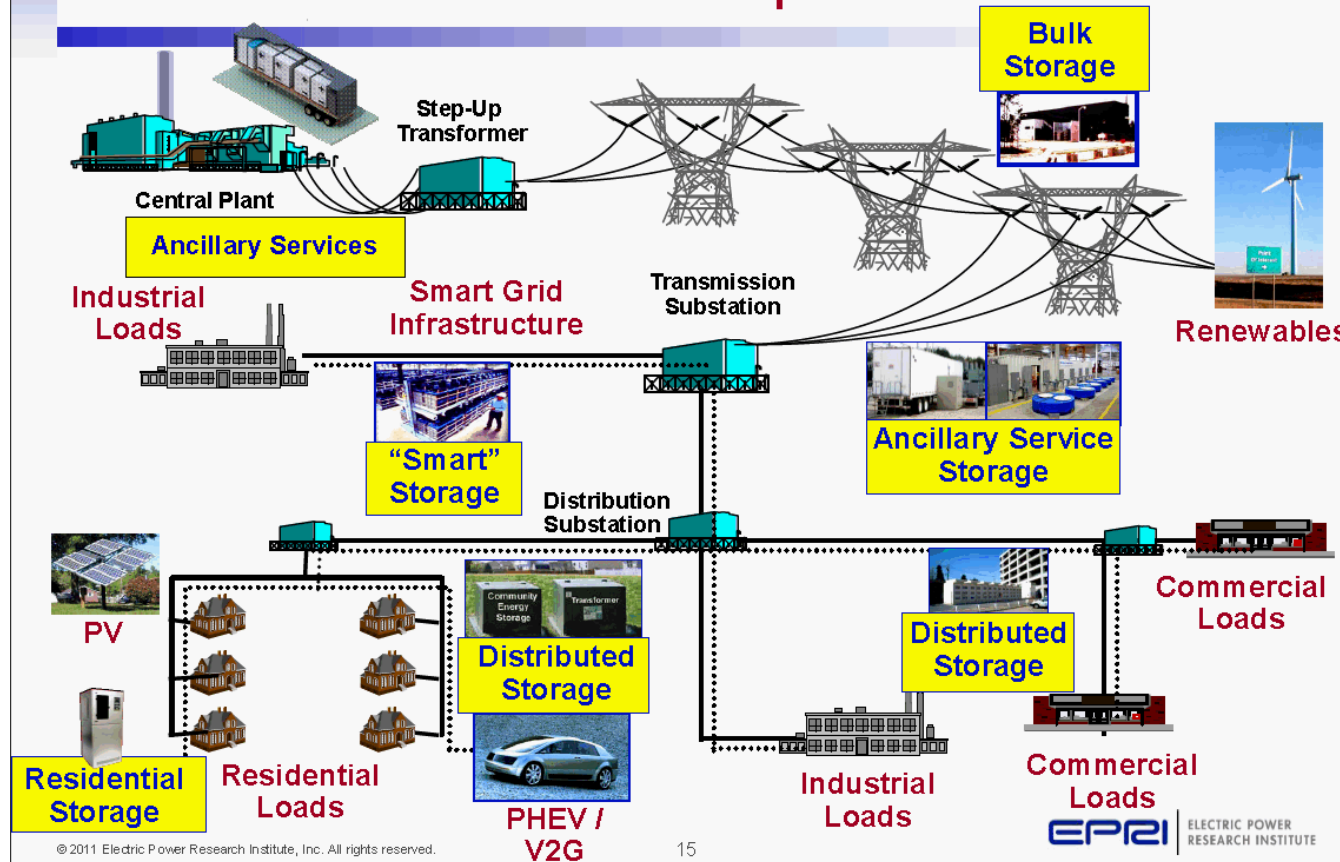 Bulk
Storage
Step-Up
Transformer
Central Plant
Ancillary Services
Industrial
Loads
Smart Grid
Infrastructure
Transmission
Substation
Renewables
"Smart"
Storage
Ancillary Service
Storage
Distribution
Substation
PV
Community
Energy
Storage
Transformer
Distributed
Storage
Distributed
Storage
Commercial
Loads
Residential
Storage
Residential
Loads
PHEV /
V2G
Industrial
Loads
Commercial
Loads
© 2011 Electric Power Research Institute, Inc. All rights reserved.
15
EPRI
ELECTRIC POWER
RESEARCH INSTITUTE